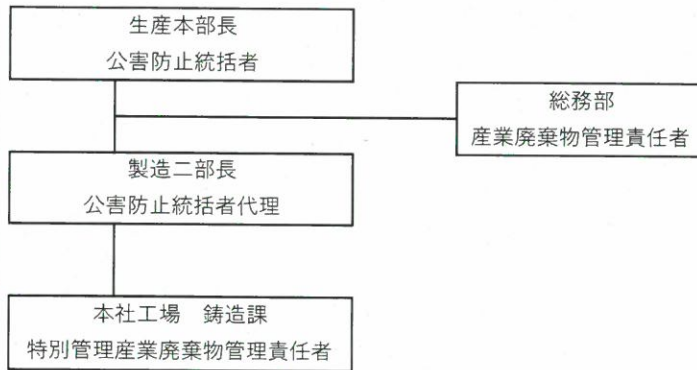 生産本部長
公害防止統括者
総務部
産業廃棄物管理責任者
製造二部長
公害防止統括者代理
本社工場　鋳造課
特別管理産業廃棄物管理責任者